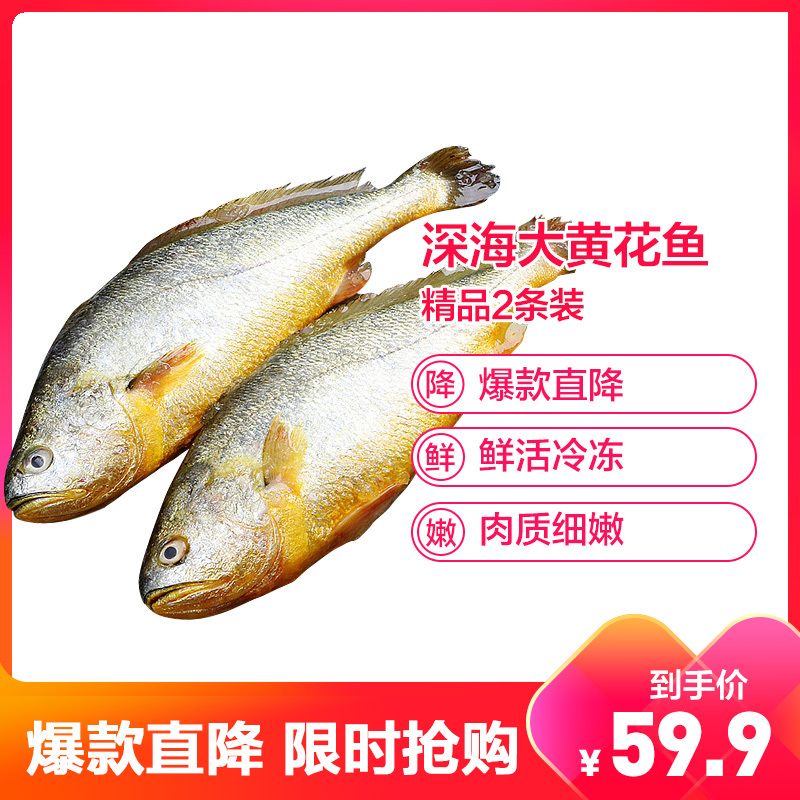 深海大黄花鱼
精品2条装
降 爆款直降
鲜 鲜活冷冻
嫩 肉质细嫩
到手价
¥59.9
爆款直降 限时抢购